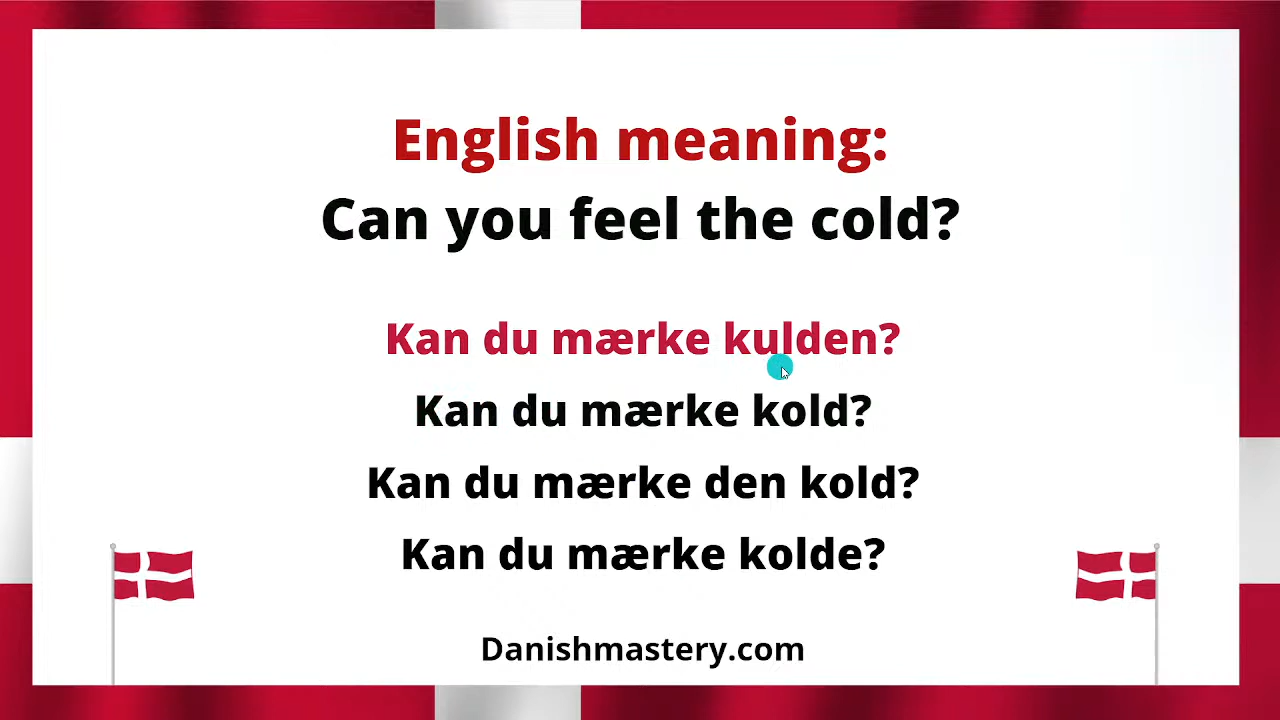 English meaning:
Can you feel the cold?
Kan du mærke kulden?
Kan du mærke kold?
Kan du mærke den kold?
Kan du mærke kolde?
Danishmastery.com